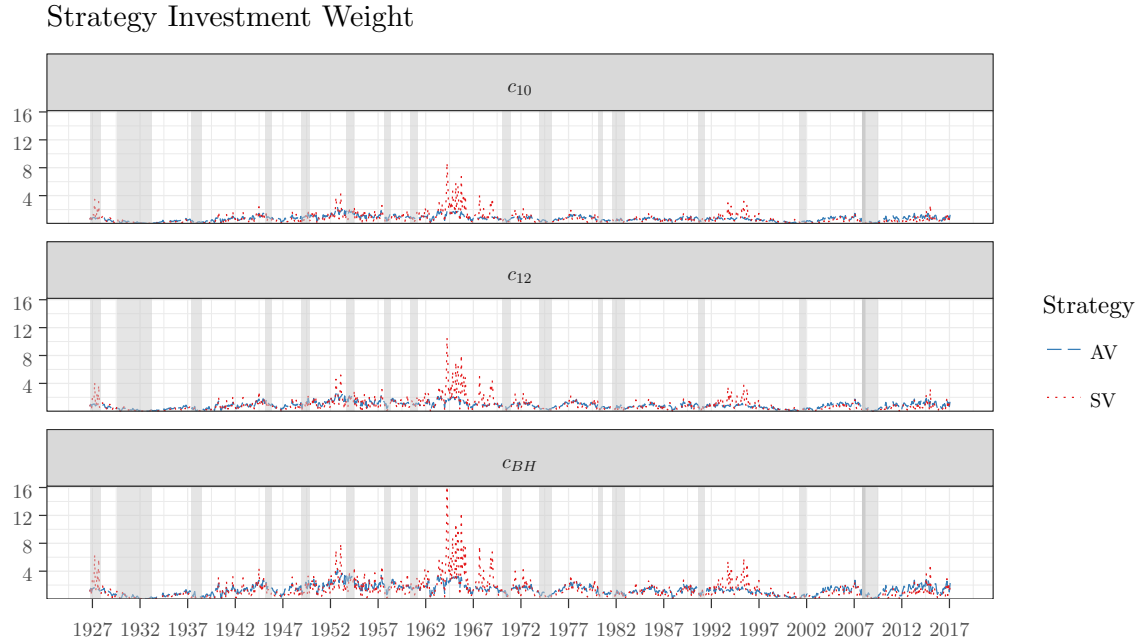 Strategy Investment Weight
c10
16
12
8
4
c12
16
12
8
4
cBH
16
12
8
4
1927 1932 1937 1942 1947 1952 1957 1962 1967 1972 1977 1982 1987 1992 1997 2002 2007 2012 2017
Strategy
AV
SV